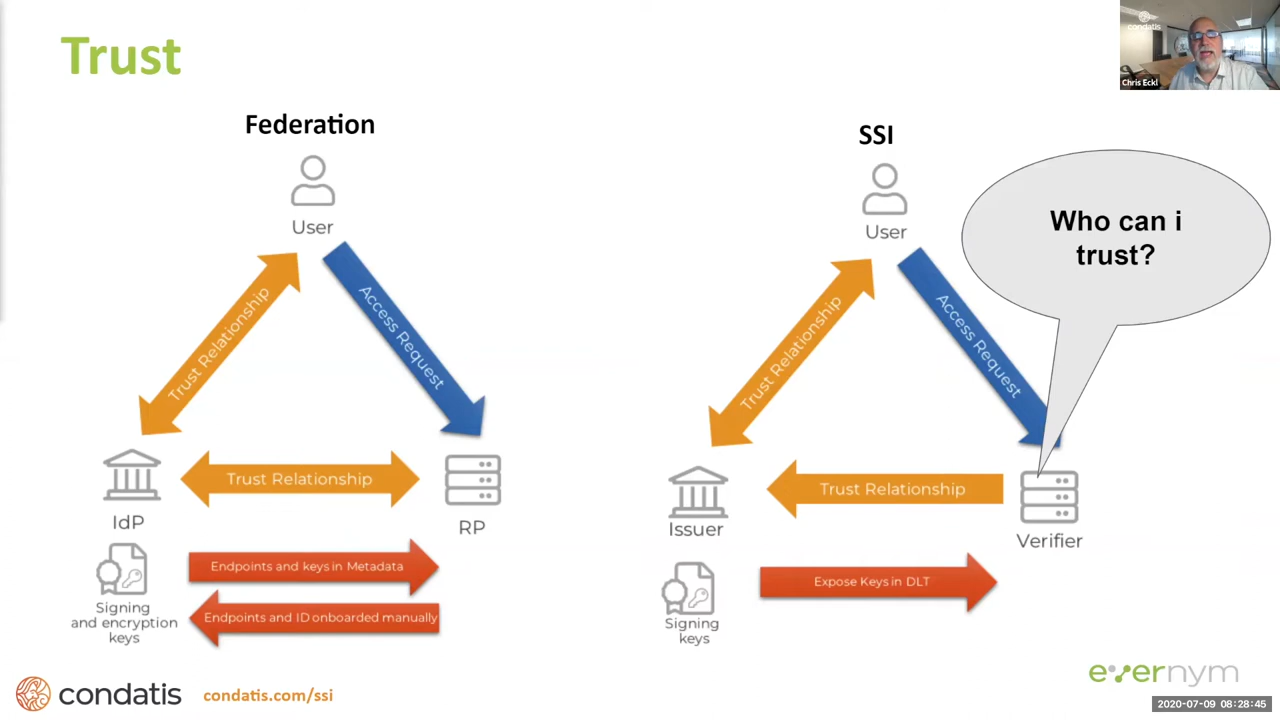 Trust
condatis
Chris Eckl
Federation
User
Trust Relationship
Access Request
Trust Relationship
IdP
RP
Endpoints and keys in Metadata
Endpoints and ID onboarded manually
Signing
and encryption
keys
SSI
User
Who can i
trust?
Trust Relationship
Access Request
Trust Relationship
Issuer
Verifier
Expose Keys in DLT
Signing
keys
condatis
condatis.com/ssi
evernym
2020-07-09 08:28:45